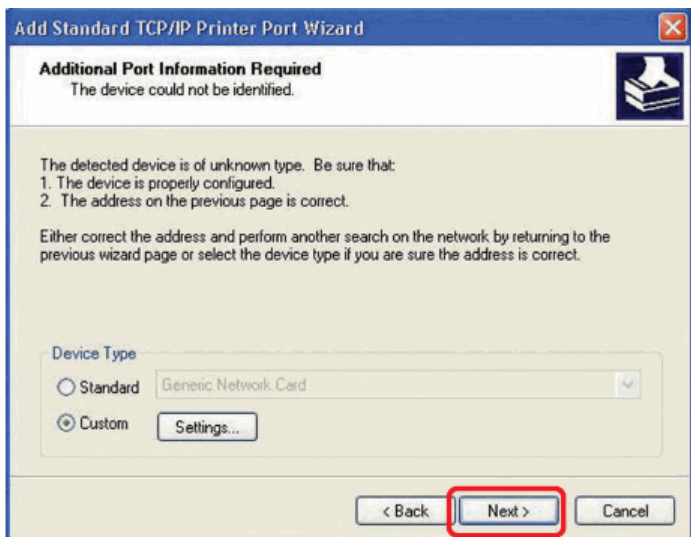 Add Standard TCP/IP Printer Port Wizard
Additional Port Information Required
The device could not be identified.
The detected device is of unknown type. Be sure that:
1. The device is properly configured.
2. The address on the previous page is correct.
Either correct the address and perform another search on the network by returning to the
previous wizard page or select the device type if you are sure the address is correct.
Device Type
Standard Generic Network Card
Custom Settings...
< Back Next > Cancel